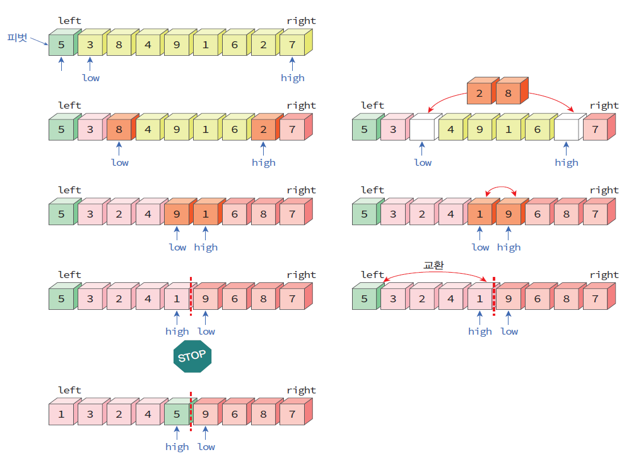 left right
피벗 5 3 8 4 9 1 6 2 7
low high
2 8
left right
5 3 8 4 9 1 6 2 7
low high
left right
5 3 4 9 1 6 7
low high
left right
5 3 2 4 9 1 6 8 7
low high
left right
5 3 2 4 1 9 6 8 7
low high
left right
5 3 2 4 1 9 6 8 7
high low
STOP
left 교환 right
5 3 2 4 1 9 6 8 7
high low
left right
1 3 2 4 5 9 6 8 7
high low